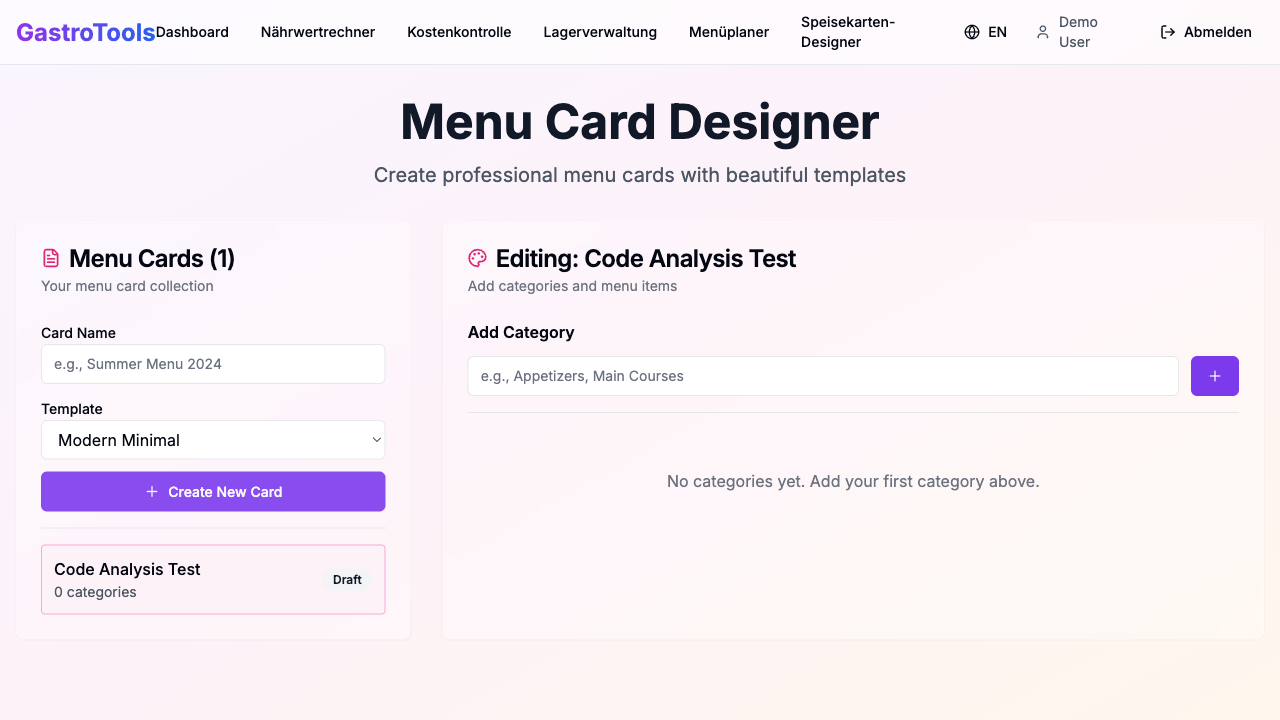 GastroTools
Dashboard
Nährwertrechner
Kostenkontrolle
Lagerverwaltung
Menüplaner
Speisekarten-
Designer
EN
Demo
User
Abmelden
Menu Card Designer
Create professional menu cards with beautiful templates
Menu Cards (1)
Your menu card collection
Card Name
e.g., Summer Menu 2024
Template
Modern Minimal
Create New Card
Code Analysis Test
0 categories
Draft
Editing: Code Analysis Test
Add categories and menu items
Add Category
e.g., Appetizers, Main Courses
No categories yet. Add your first category above.